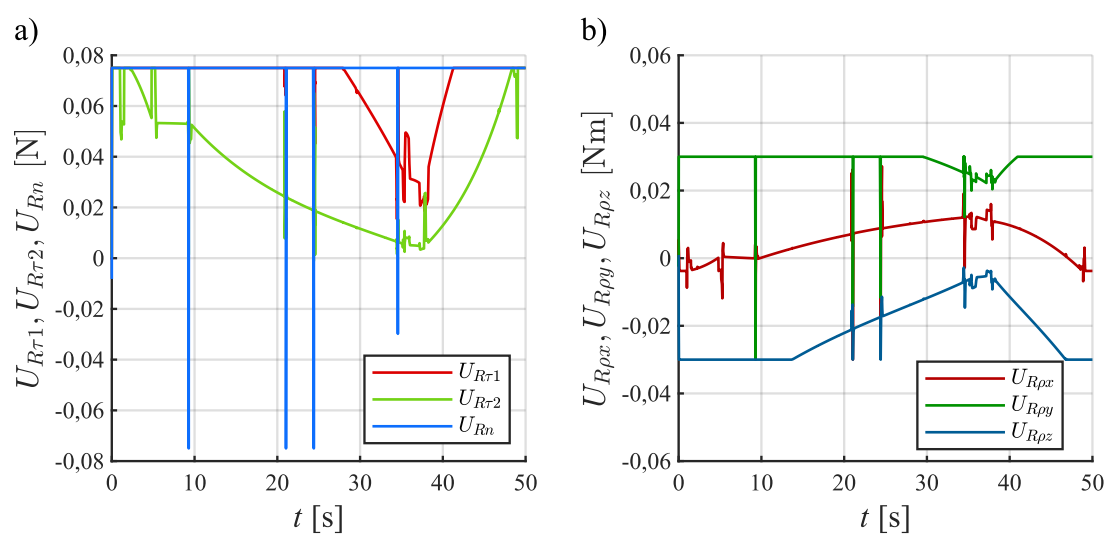 a)
0,08
0,06
0,04
0,02
0
-0,02
-0,04
-0,06
-0,08
U_{Rτ1}, U_{Rτ2}, U_{Rn} [N]
U_{Rτ1}
U_{Rτ2}
U_{Rn}
0 10 20 30 40 50
t [s]
b)
0,06
0,04
0,02
0
-0,02
-0,04
-0,06
U_{Rρx}, U_{Rρy}, U_{Rρz} [Nm]
U_{Rρx}
U_{Rρy}
U_{Rρz}
0 10 20 30 40 50
t [s]